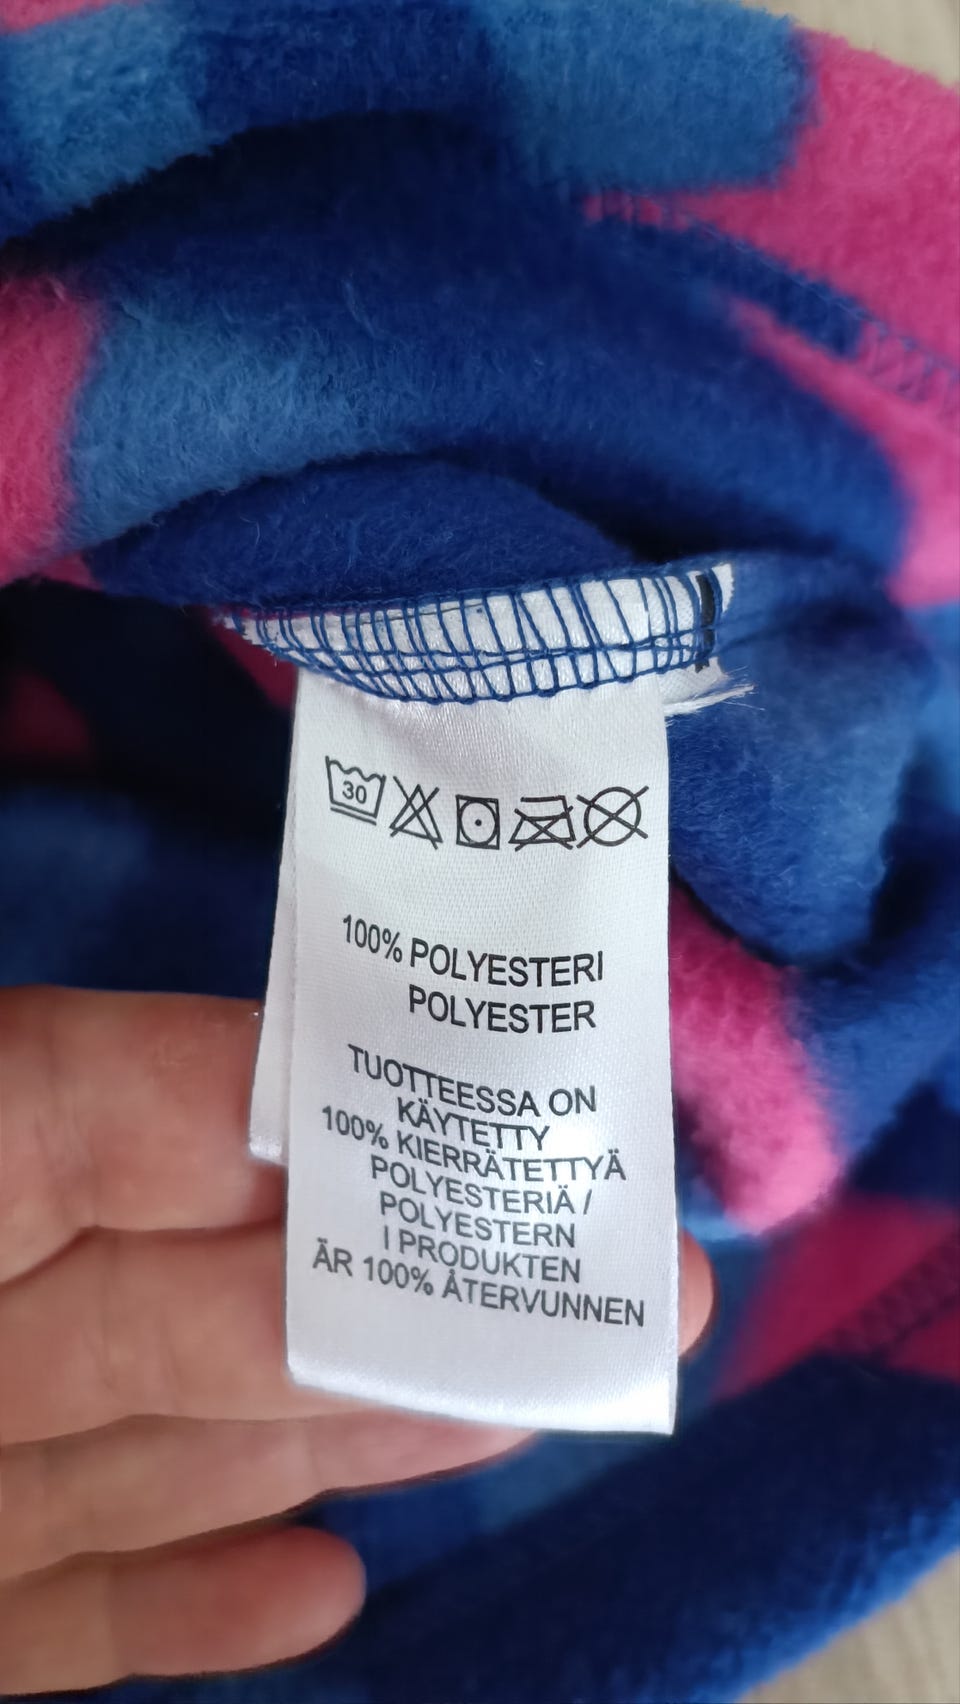 30
100% POLYESTERI
POLYESTER
TUOTTEESSA ON
KÄYTETTY
100% KIERRÄTETTYÄ
POLYESTERIÄ /
POLYESTERN
I PRODUKTEN
ÄR 100% ÅTERVUNNEN